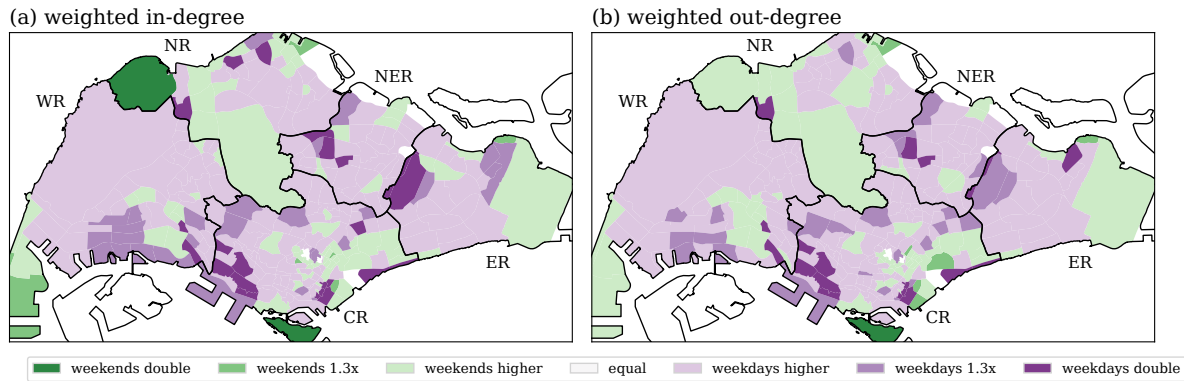 (a) weighted in-degree
(b) weighted out-degree
NR
NER
WR
ER
CR
NR
NER
WR
ER
CR
weekends double weekends 1.3x weekends higher equal weekdays higher weekdays 1.3x weekdays double